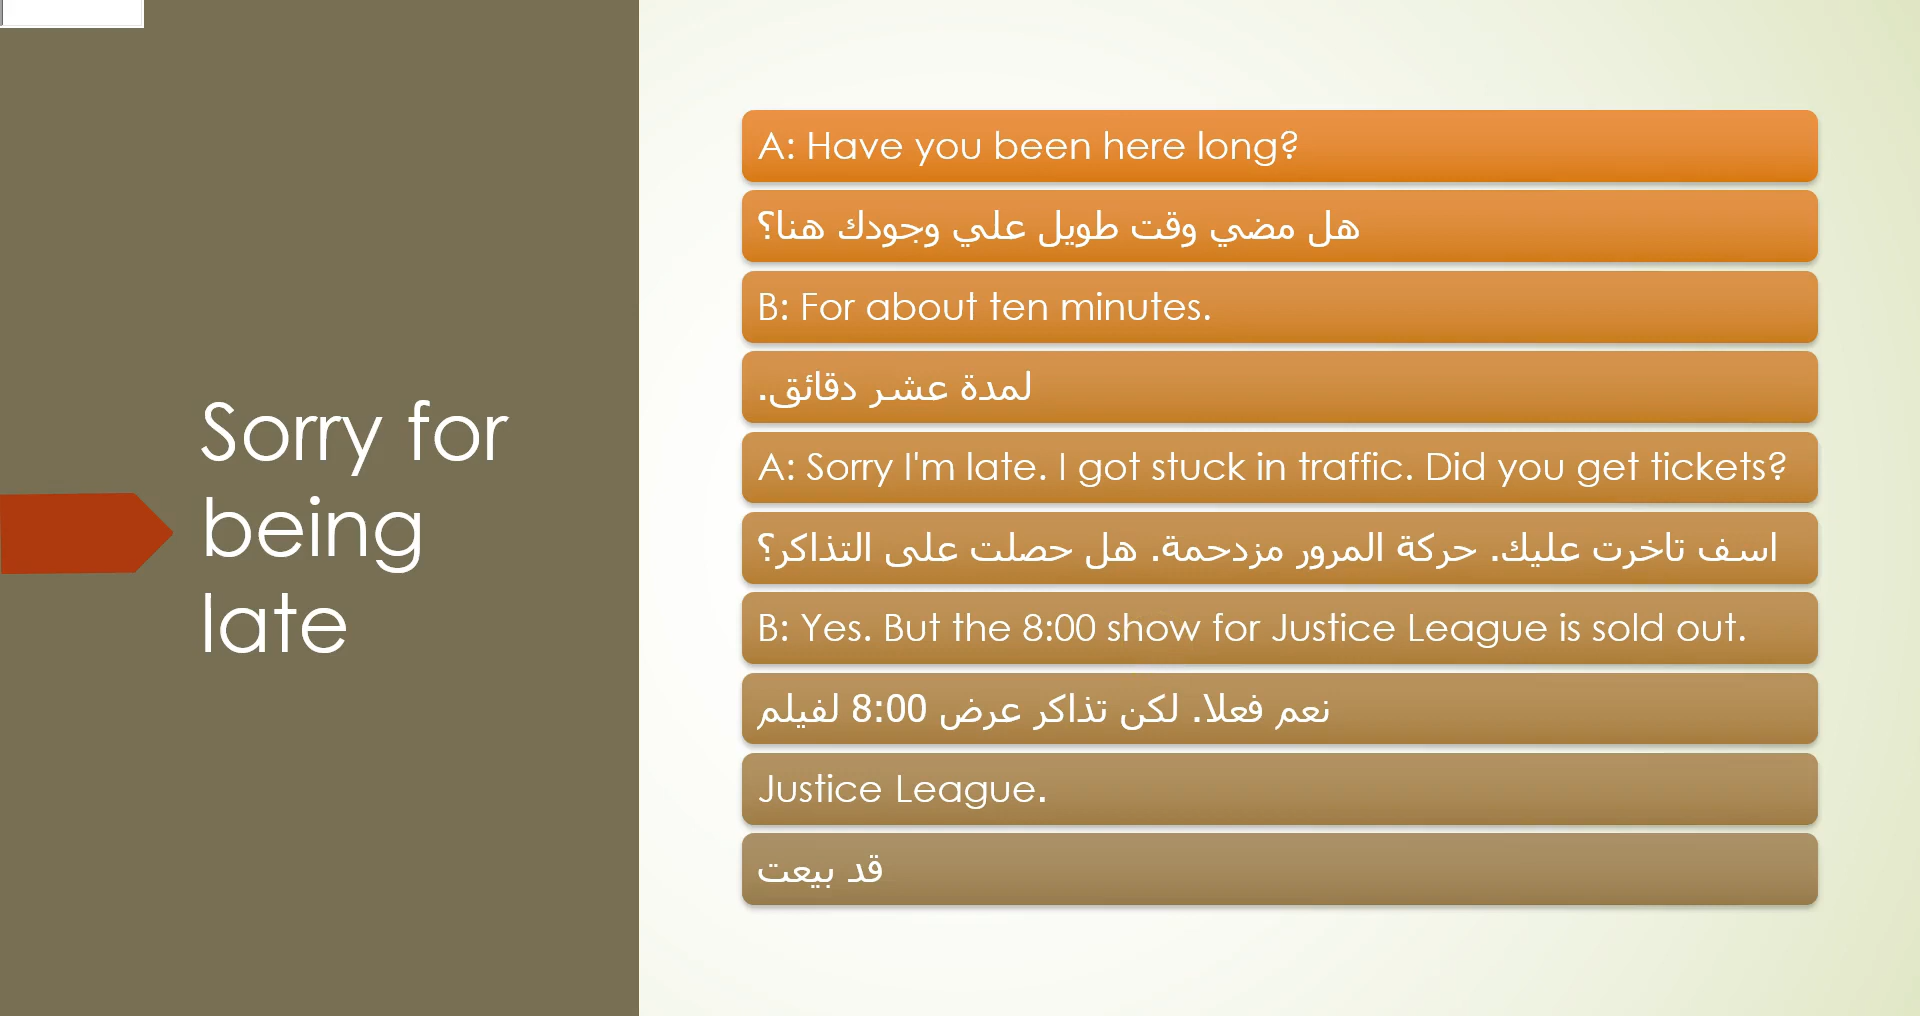 Sorry for
being
late
A: Have you been here long?
هل مضي وقت طويل علي وجودك هنا؟
B: For about ten minutes.
لمدة عشر دقائق.
A: Sorry I'm late. I got stuck in traffic. Did you get tickets?
اسف تاخرت عليك. حركة المرور مزدحمة. هل حصلت على التذاكر؟
B: Yes. But the 8:00 show for Justice League is sold out.
نعم فعلا. لكن تذاكر عرض 8:00 لفيلم
Justice League.
قد بيعت